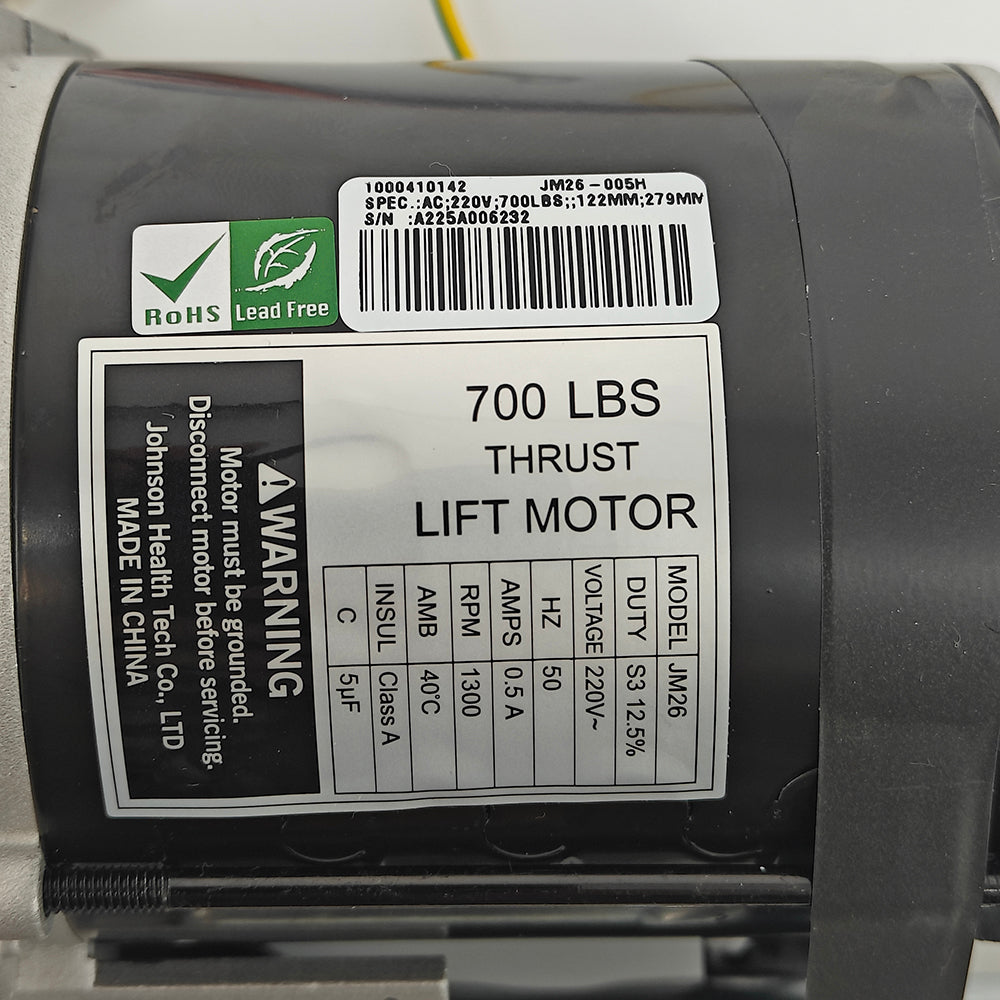 1000410142 JM26-005H
SPEC.:AC;220V;700LBS;;122MM;279MM
S/N :A225A006232
RoHS
Lead Free
700 LBS
THRUST
LIFT MOTOR
MODEL JM26
DUTY S3 12.5%
VOLTAGE 220V~
HZ 50
AMPS 0.5 A
RPM 1300
AMB 40°C
INSUL Class A
C 5µF
⚠WARNING
Motor must be grounded.
Disconnect motor before servicing.
Johnson Health Tech Co., LTD
MADE IN CHINA